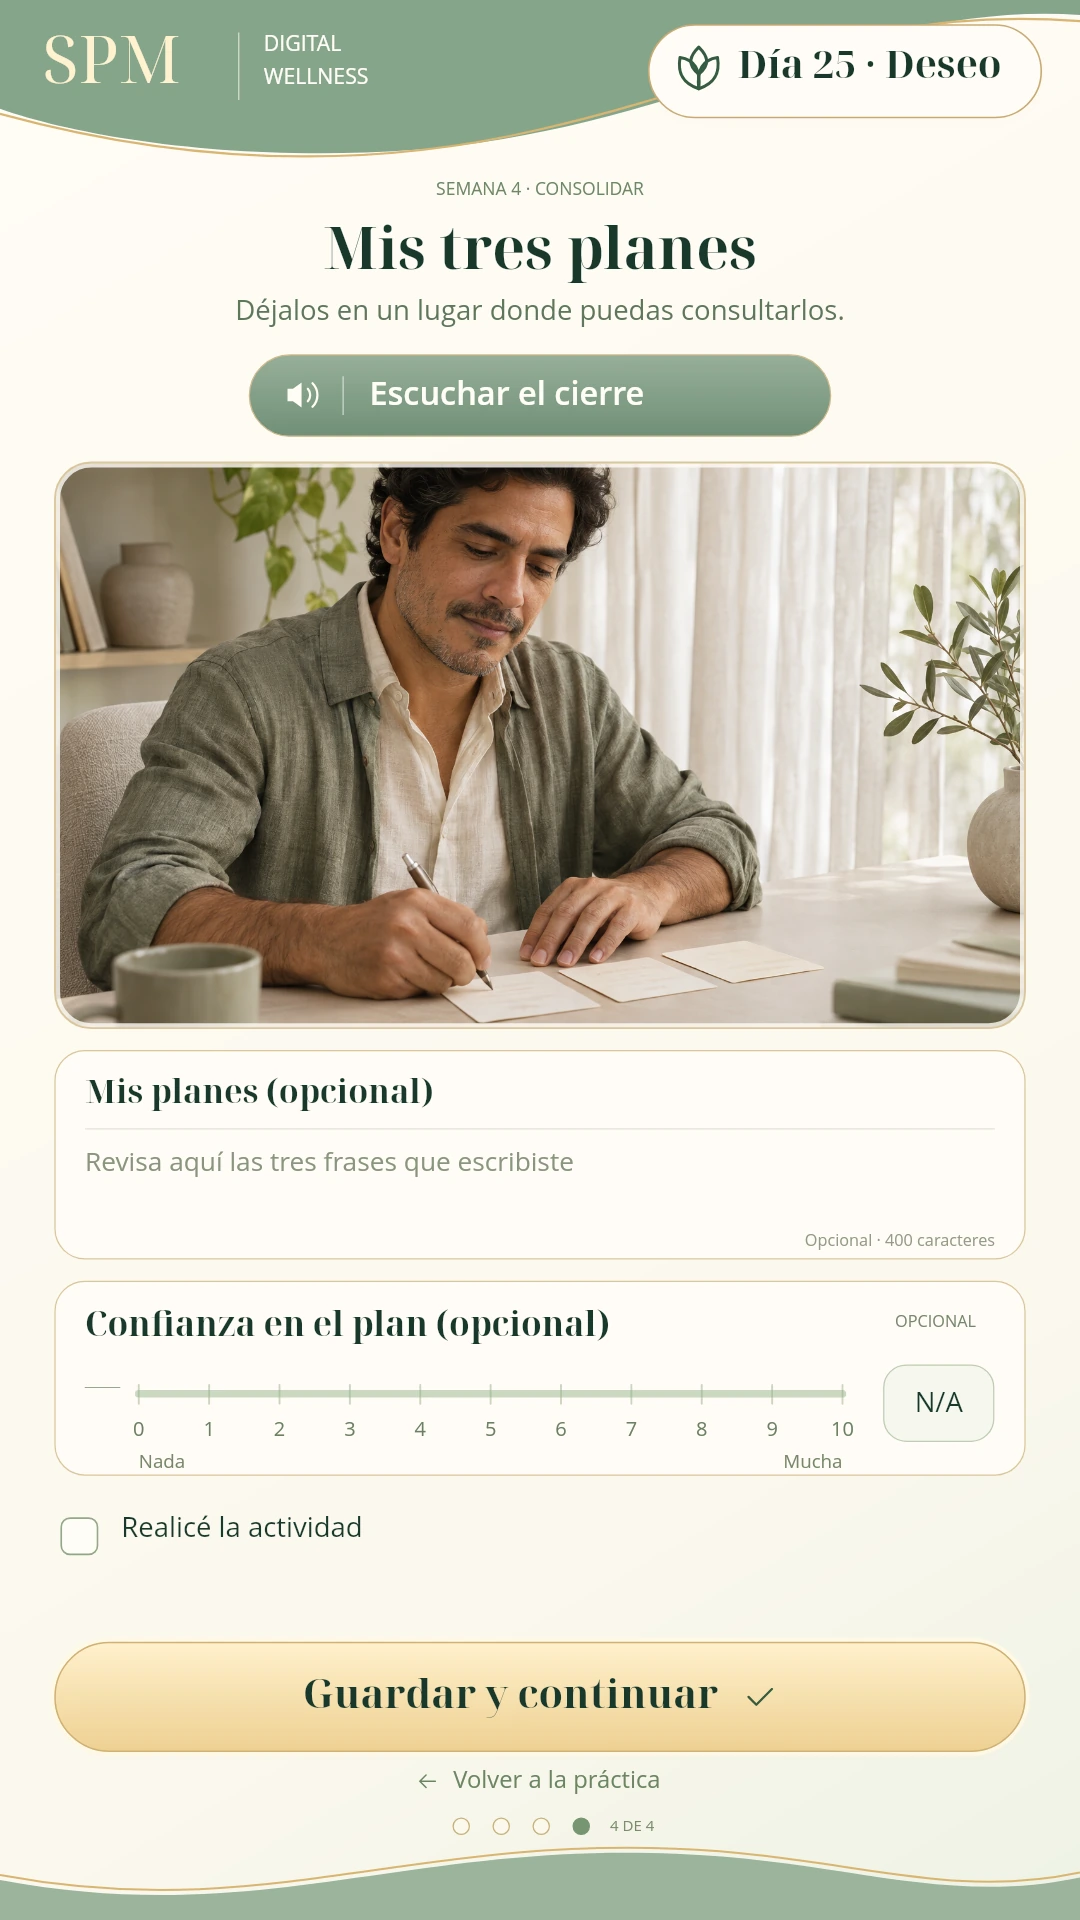 SPM
DIGITAL
WELLNESS
Día 25 · Deseo
SEMANA 4 · CONSOLIDAR
Mis tres planes
Déjalos en un lugar donde puedas consultarlos.
Escuchar el cierre
Mis planes (opcional)
Revisa aquí las tres frases que escribiste
Opcional · 400 caracteres
Confianza en el plan (opcional)
OPCIONAL
0 1 2 3 4 5 6 7 8 9 10
N/A
Nada
Mucha
Realicé la actividad
Guardar y continuar ✓
← Volver a la práctica
4 DE 4